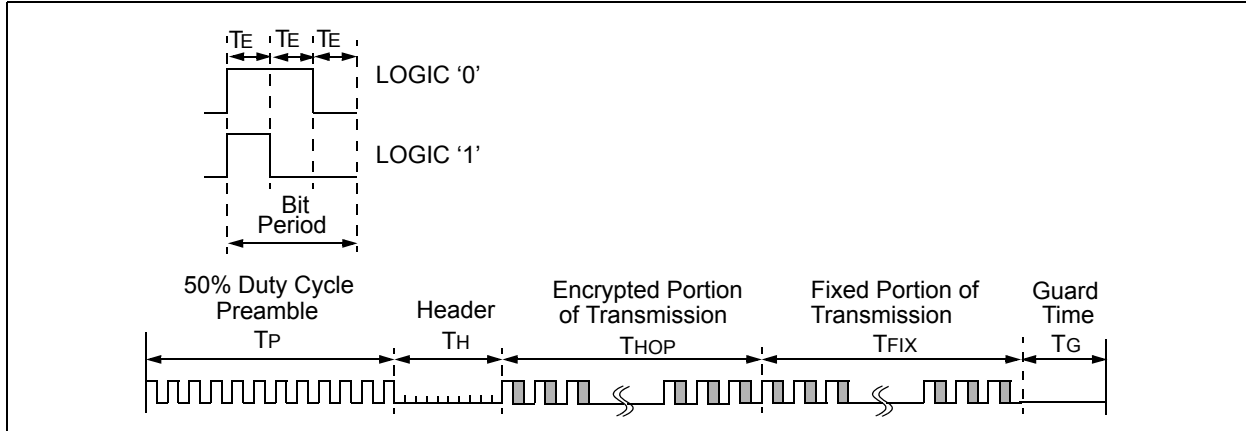 TE TE TE
LOGIC ‘0’
LOGIC ‘1’
Bit
Period
50% Duty Cycle
Preamble
TP
Header
TH
Encrypted Portion
of Transmission
THOP
Fixed Portion of
Transmission
TFIX
Guard
Time
TG